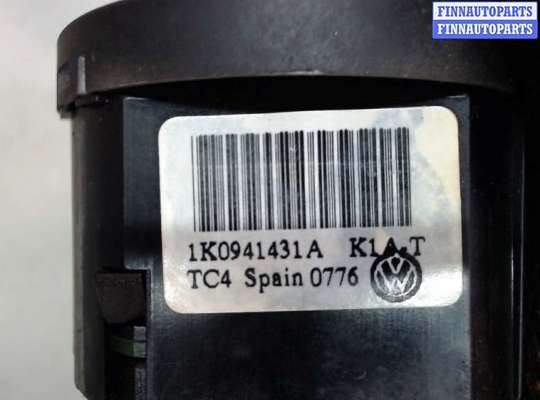 FINNAUTOPARTS
FINNAUTOPARTS
1K0941431A K1A-T
TC4 Spain 0776